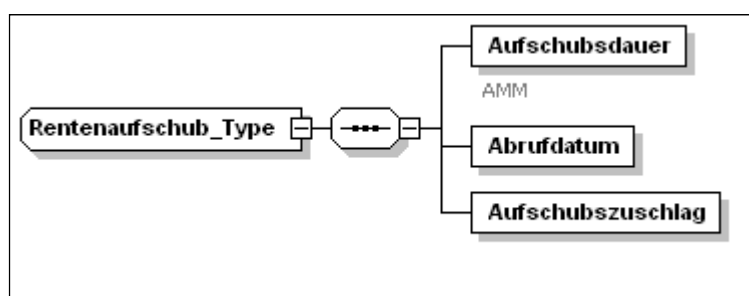 Aufschubsdauer
AMM
Rentenaufschub_Type
Abrufdatum
Aufschubszuschlag